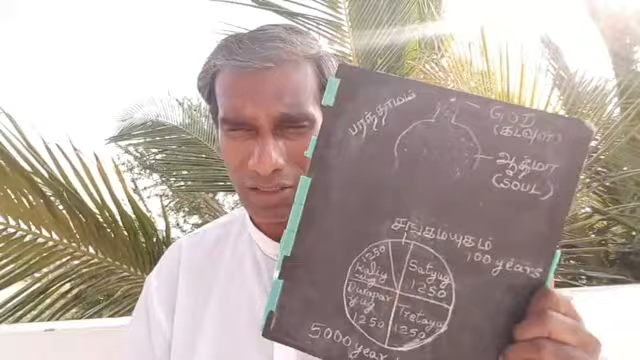 GOD
(கடவுள்)
பரந்தாமம்
ஆத்மா
(SOUL)
சங்கமயுகம்
100 years
1250
Kaliyug
Satyug
1250
Dwapar
yug
1250
Tretayug
1250
5000 years